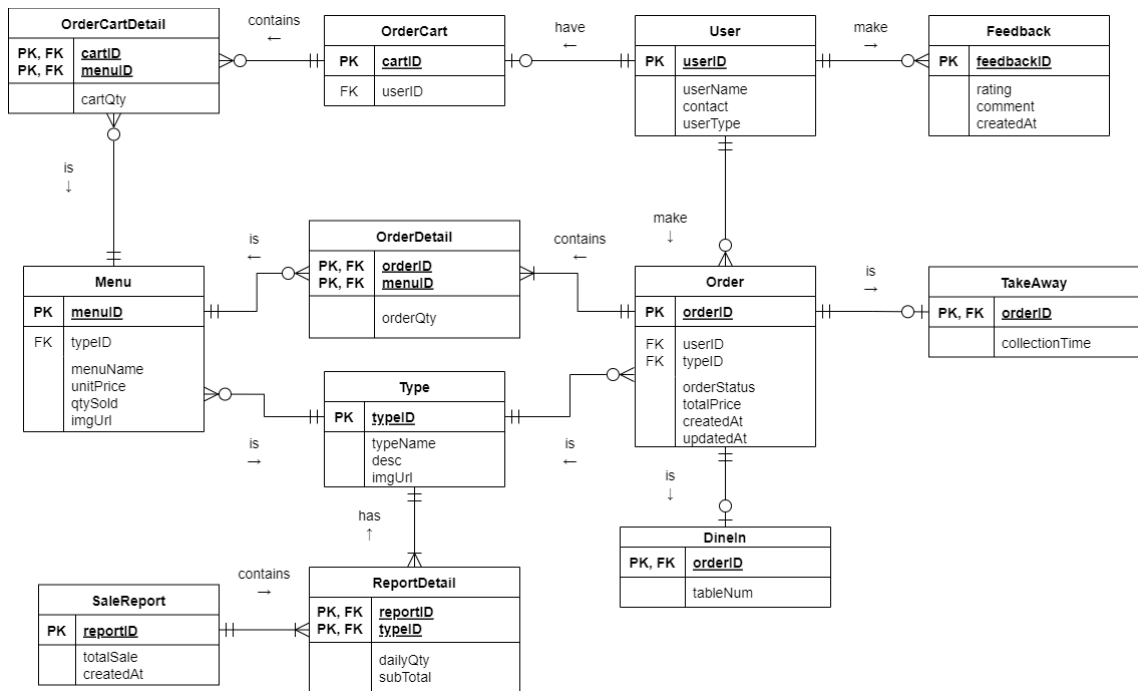 OrderCartDetail
PK, FK cartID
PK, FK menuID
cartQty
contains
←
OrderCart
PK cartID
FK userID
have
←
User
PK userID
userName
contact
userType
make
→
Feedback
PK feedbackID
rating
comment
createdAt
is
↓
make
↓
is
←
OrderDetail
PK, FK orderID
PK, FK menuID
orderQty
contains
←
Menu
PK menuID
FK typeID
menuName
unitPrice
qtySold
imgUrl
Order
PK orderID
FK userID
FK typeID
orderStatus
totalPrice
createdAt
updatedAt
is
→
TakeAway
PK, FK orderID
collectionTime
is
→
Type
PK typeID
typeName
desc
imgUrl
is
←
is
↓
has
↑
DineIn
PK, FK orderID
tableNum
SaleReport
PK reportID
totalSale
createdAt
contains
→
ReportDetail
PK, FK reportID
PK, FK typeID
dailyQty
subTotal